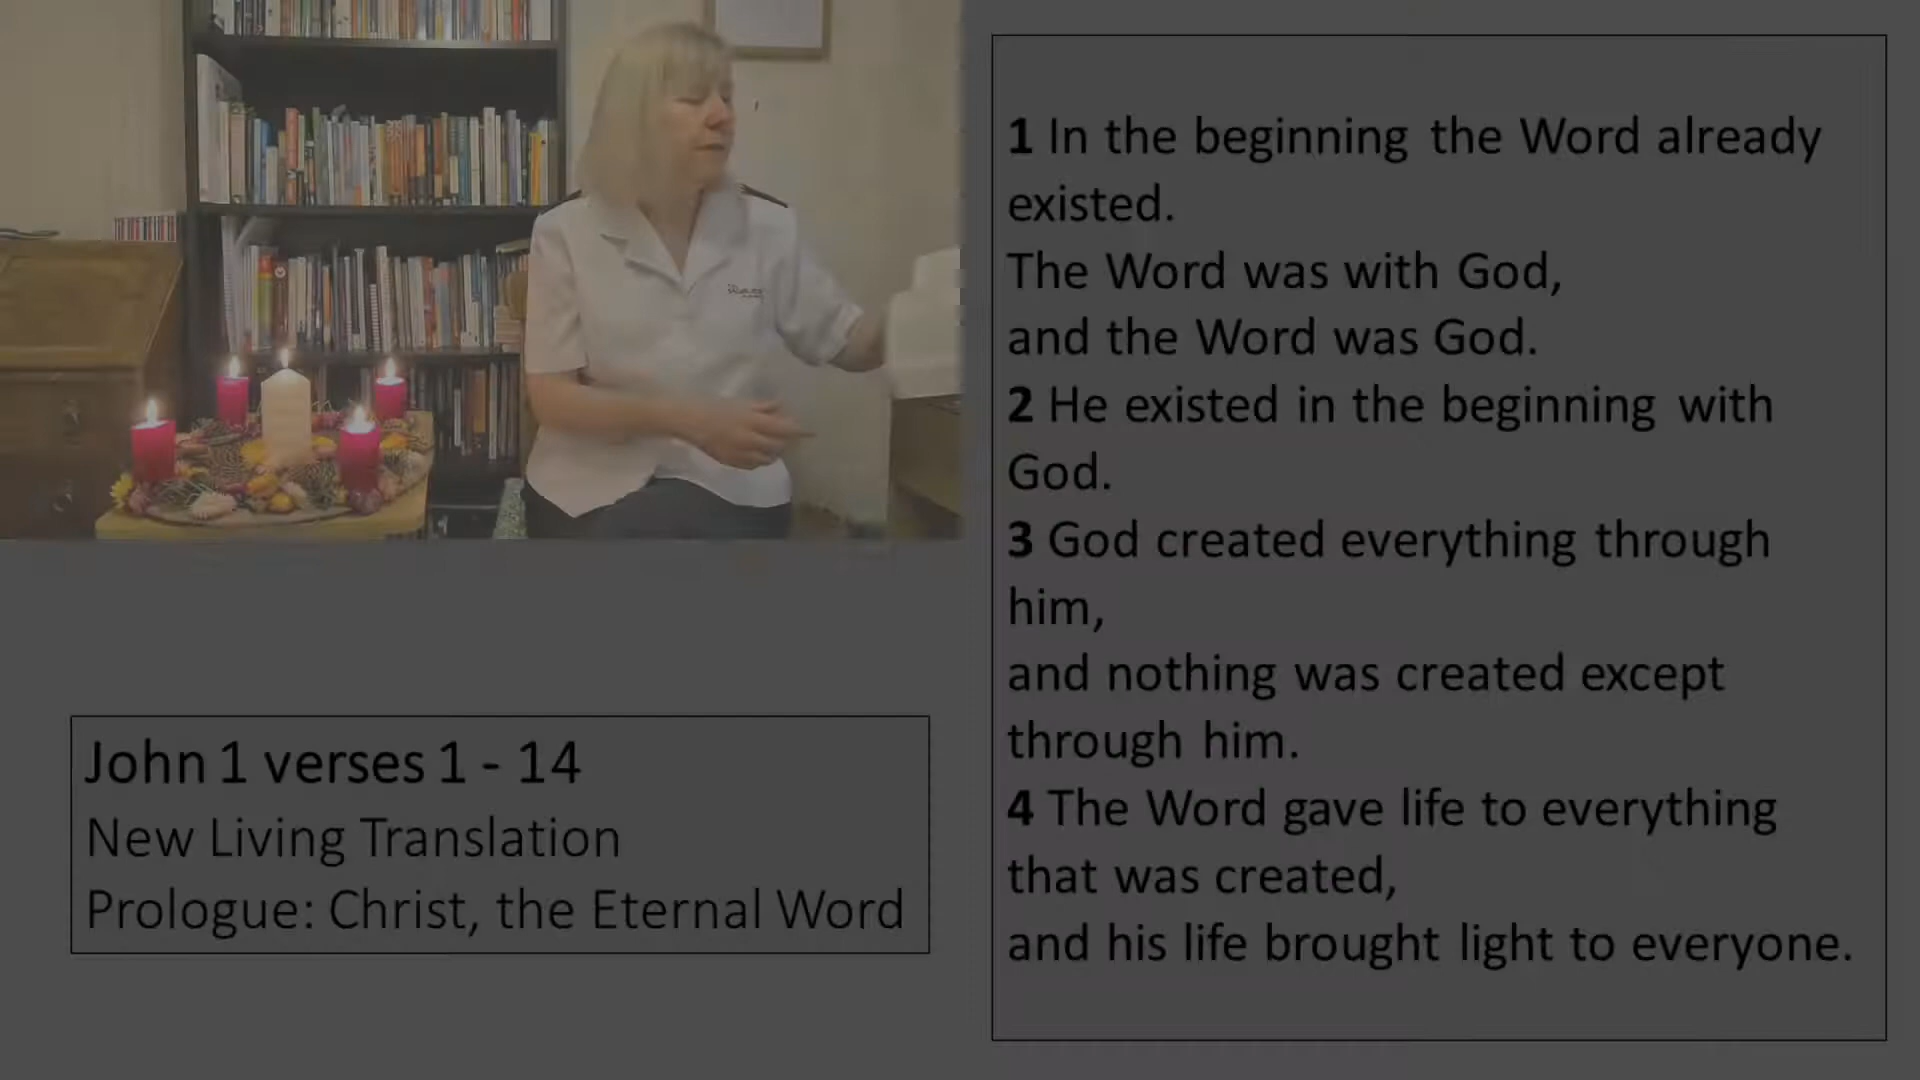 1 In the beginning the Word already
existed.
The Word was with God,
and the Word was God.
2 He existed in the beginning with
God.
3 God created everything through
him,
and nothing was created except
through him.
4 The Word gave life to everything
that was created,
and his life brought light to everyone.
John 1 verses 1 - 14
New Living Translation
Prologue: Christ, the Eternal Word